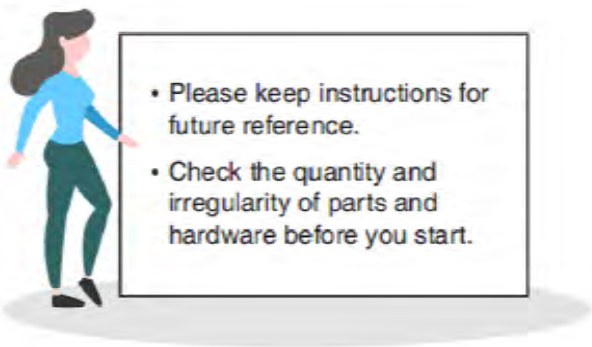 • Please keep instructions for
future reference.
• Check the quantity and
irregularity of parts and
hardware before you start.